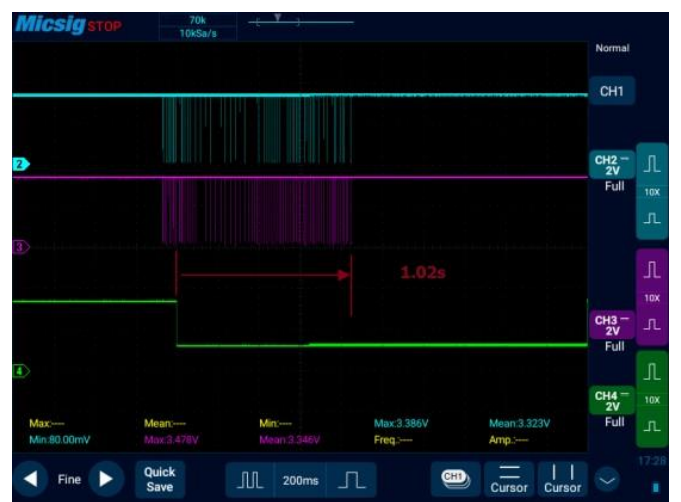 Micsig STOP
70k
10kSa/s
Normal
CH1
2
CH2
2V
Full
10X
3
1.02s
10X
CH3
2V
Full
4
CH4
2V
Full
10X
Max:---- Mean:---- Min:---- Max:3.386V Mean:3.323V
Min:80.00mV Max:3.478V Mean:3.346V Freq.:---- Amp.:----
17:28
Fine
Quick
Save
200ms
CH1
Cursor
Cursor